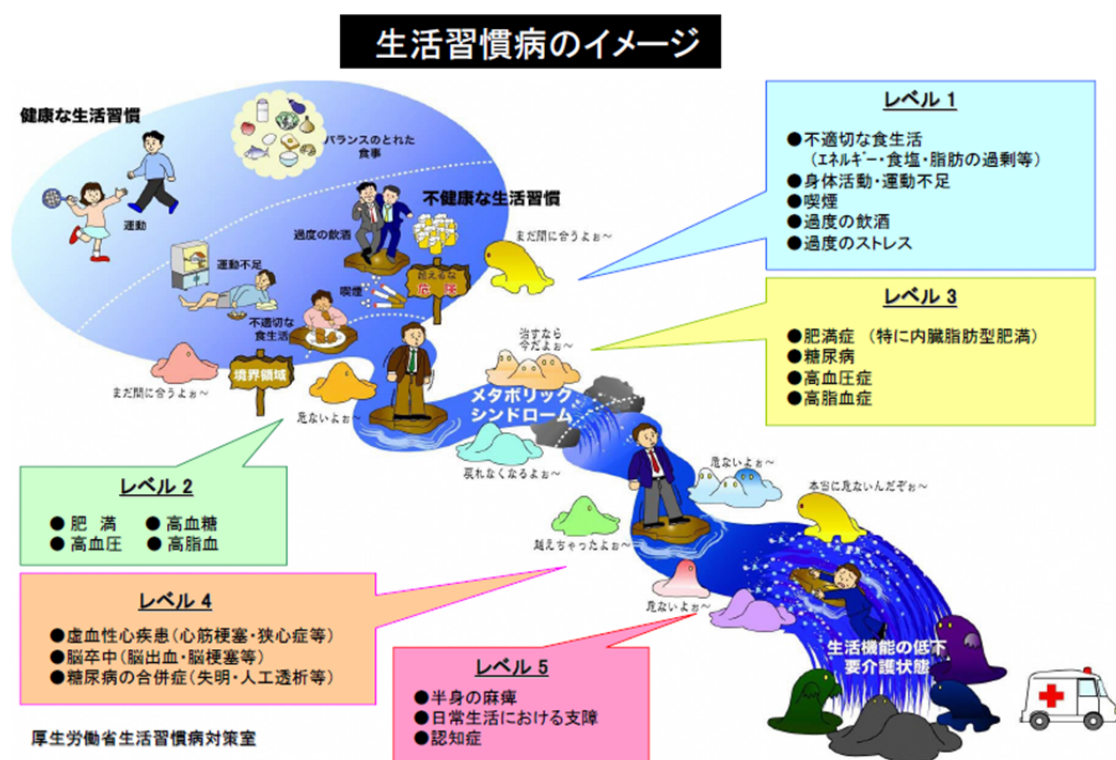 生活習慣病のイメージ
健康な生活習慣
バランスのとれた
食事
運動
不健康な生活習慣
過度の飲酒
まだ間に合うよぉ～
運動不足
喫煙
越えるな
危険
不適切な
食生活
まだ間に合うよぉ～
境界領域
危ないよぉ～
治すなら
今だよぉ～
メタボリック
シンドローム
戻れなくなるよぉ～
危ないよぉ～
本当に危ないんだぞぉ～
越えちゃったよぉ～
危ないよぉ～
生活機能の低下
要介護状態
レベル 1
●不適切な食生活
（エネルギー・食塩・脂肪の過剰等）
●身体活動・運動不足
●喫煙
●過度の飲酒
●過度のストレス
レベル 3
●肥満症 （特に内臓脂肪型肥満）
●糖尿病
●高血圧症
●高脂血症
レベル 2
● 肥 満 ● 高血糖
● 高血圧 ● 高脂血
レベル 4
●虚血性心疾患（心筋梗塞・狭心症等）
●脳卒中（脳出血・脳梗塞等）
●糖尿病の合併症（失明・人工透析等）
レベル 5
●半身の麻痺
●日常生活における支障
●認知症
厚生労働省生活習慣病対策室